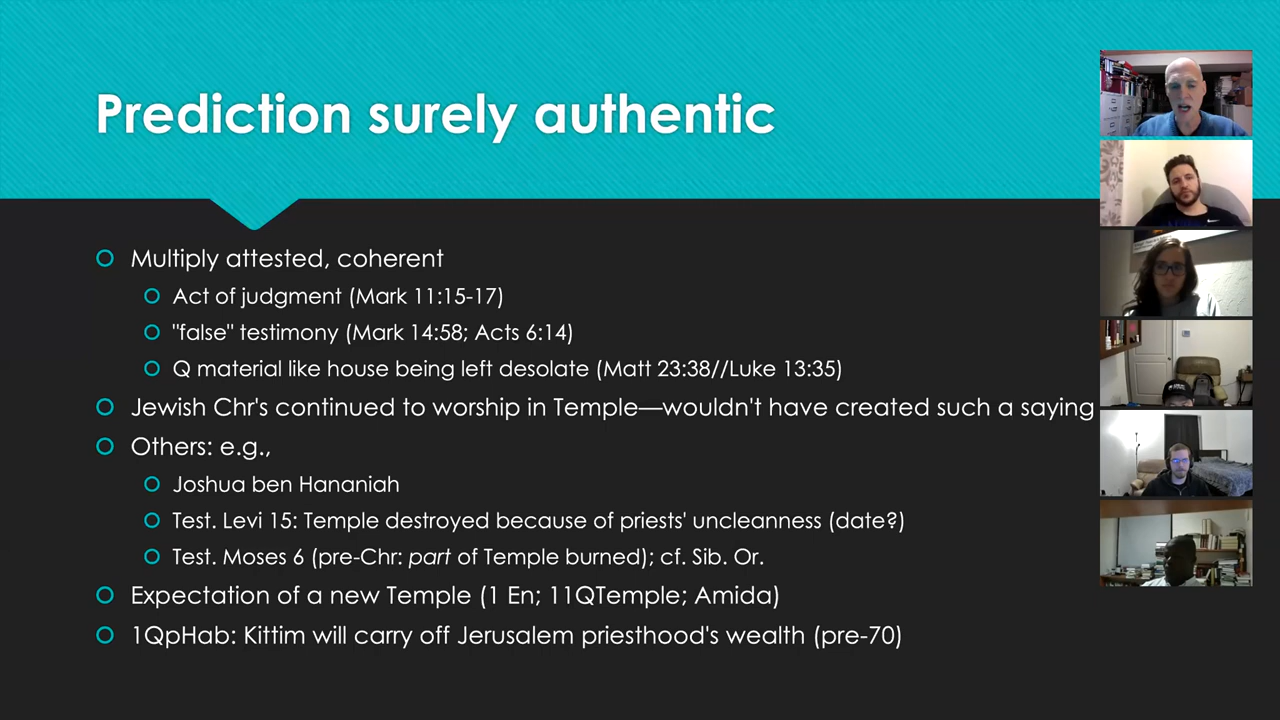 Prediction surely authentic
Multiply attested, coherent
Act of judgment (Mark 11:15-17)
"false" testimony (Mark 14:58; Acts 6:14)
Q material like house being left desolate (Matt 23:38//Luke 13:35)
Jewish Chr's continued to worship in Temple—wouldn't have created such a saying
Others: e.g.,
Joshua ben Hananiah
Test. Levi 15: Temple destroyed because of priests' uncleanness (date?)
Test. Moses 6 (pre-Chr: part of Temple burned); cf. Sib. Or.
Expectation of a new Temple (1 En; 11QTemple; Amida)
1QpHab: Kittim will carry off Jerusalem priesthood's wealth (pre-70)